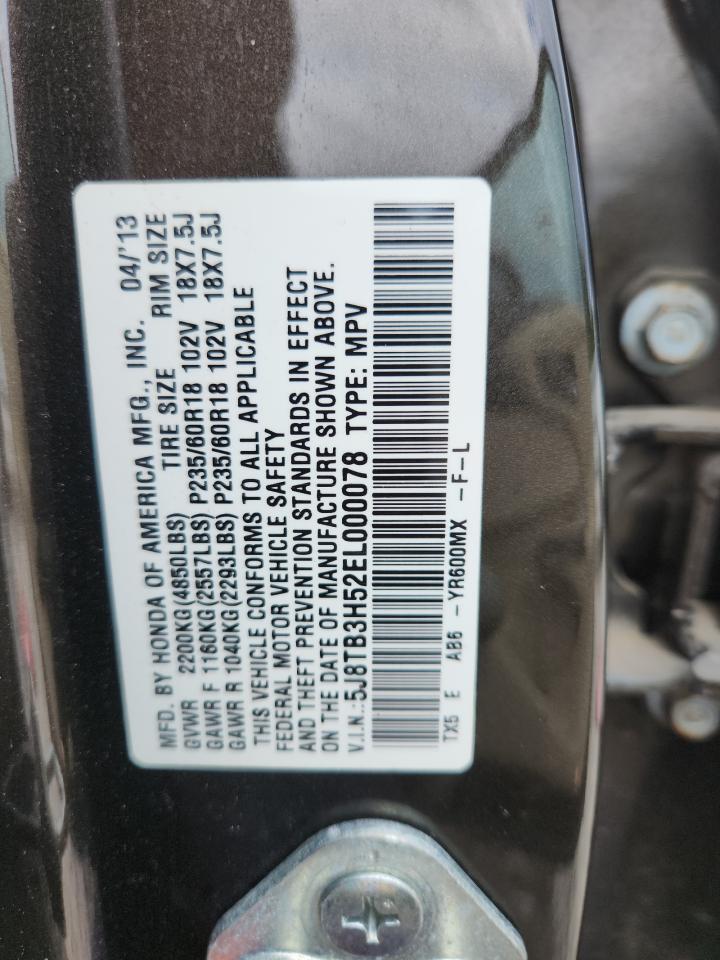 MFD. BY HONDA OF AMERICA MFG., INC. 04/'13
GVWR 2200KG(4850LBS) TIRE SIZE RIM SIZE
GAWR F 1160KG(2557LBS) P235/60R18 102V 18X7.5J
GAWR R 1040KG(2293LBS) P235/60R18 102V 18X7.5J
THIS VEHICLE CONFORMS TO ALL APPLICABLE
FEDERAL MOTOR VEHICLE SAFETY
AND THEFT PREVENTION STANDARDS IN EFFECT
ON THE DATE OF MANUFACTURE SHOWN ABOVE.
V.I.N.:5J8TB3H52EL000078 TYPE: MPV
TX5 E AB6 -YR600MX -F-L